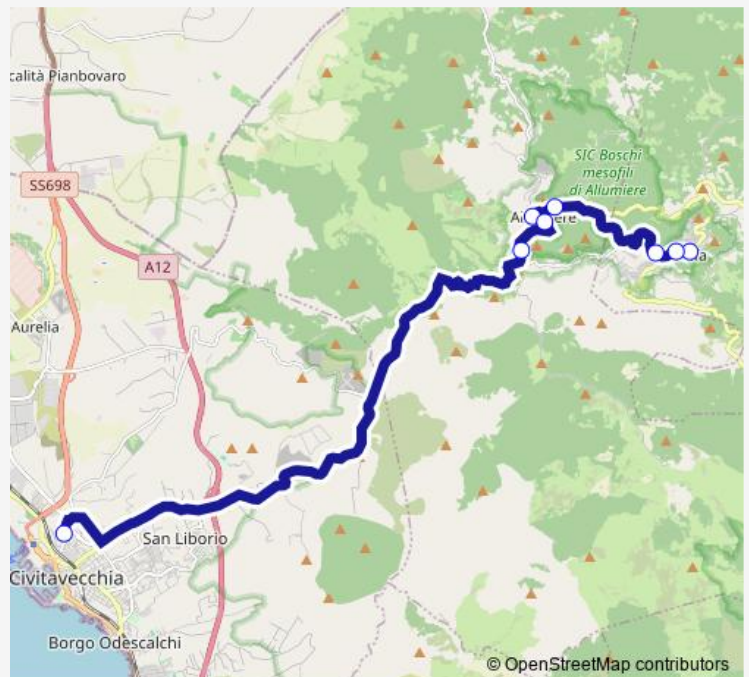 calità Pianbovaro
SS698
SIC Boschi
mesofili
di Allumiere
A12
Aurelia
San Liborio
Civitavecchia
Borgo Odescalchi
© OpenStreetMap contributors